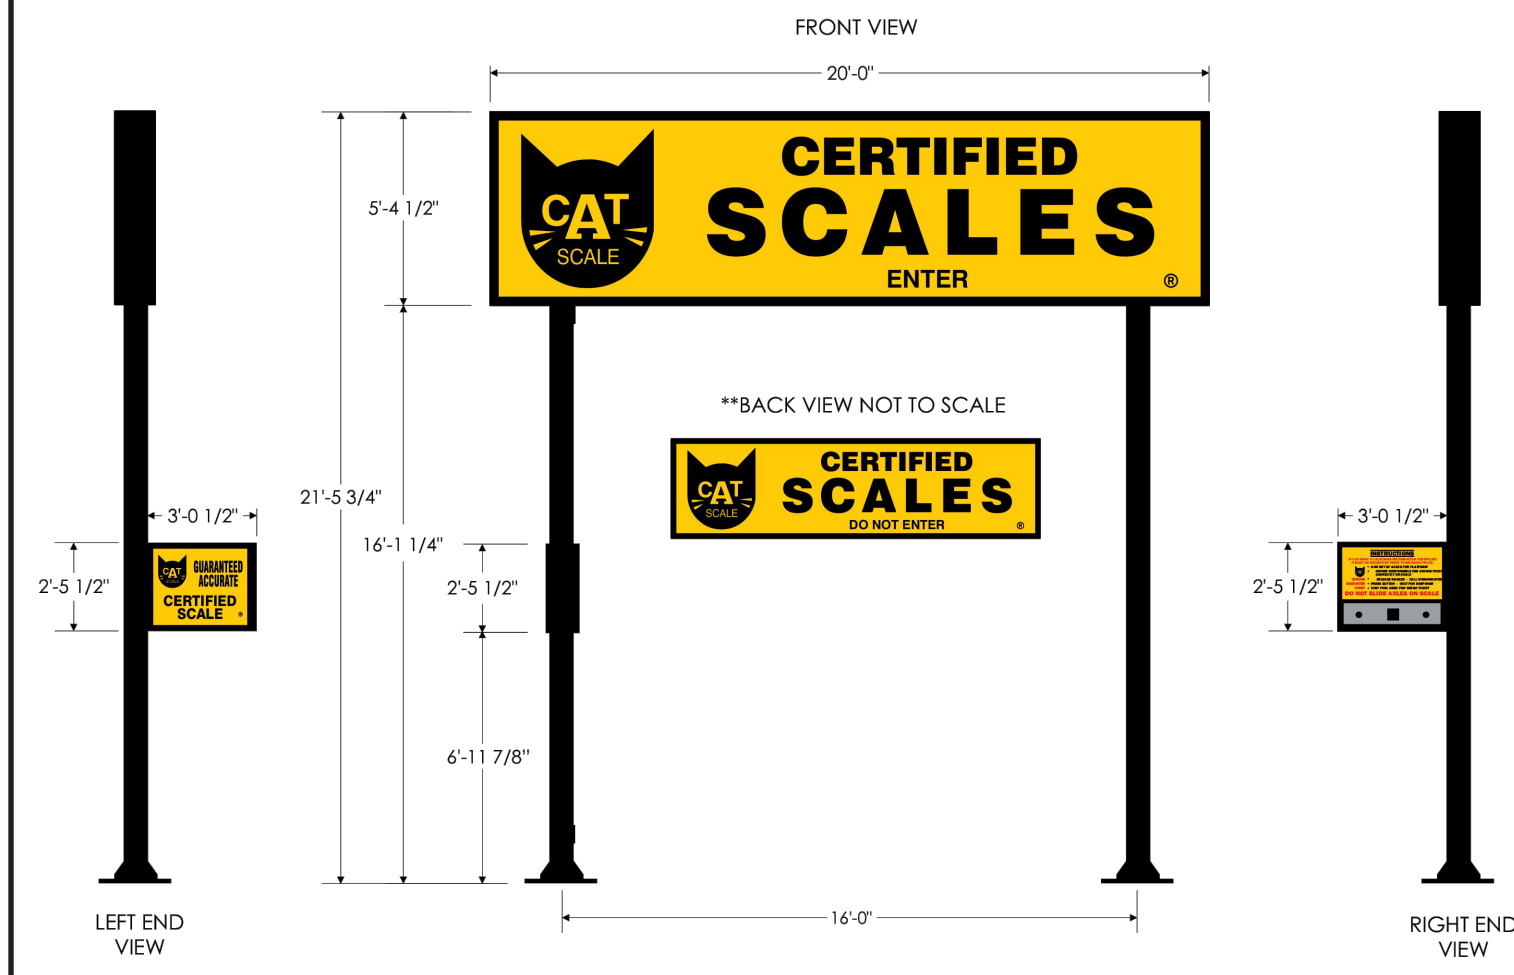 FRONT VIEW
20'-0"
CERTIFIED
SCALES
ENTER
®
CAT
SCALE
5'-4 1/2"
**BACK VIEW NOT TO SCALE
CERTIFIED
SCALES
DO NOT ENTER
®
CAT
SCALE
21'-5 3/4"
16'-1 1/4"
2'-5 1/2"
6'-11 7/8"
16'-0"
3'-0 1/2"
2'-5 1/2"
CAT
SCALE
GUARANTEED
ACCURATE
CERTIFIED
SCALE
®
LEFT END
VIEW
3'-0 1/2"
2'-5 1/2"
INSTRUCTIONS
DO NOT SLIDE AXLES ON SCALE
RIGHT END
VIEW